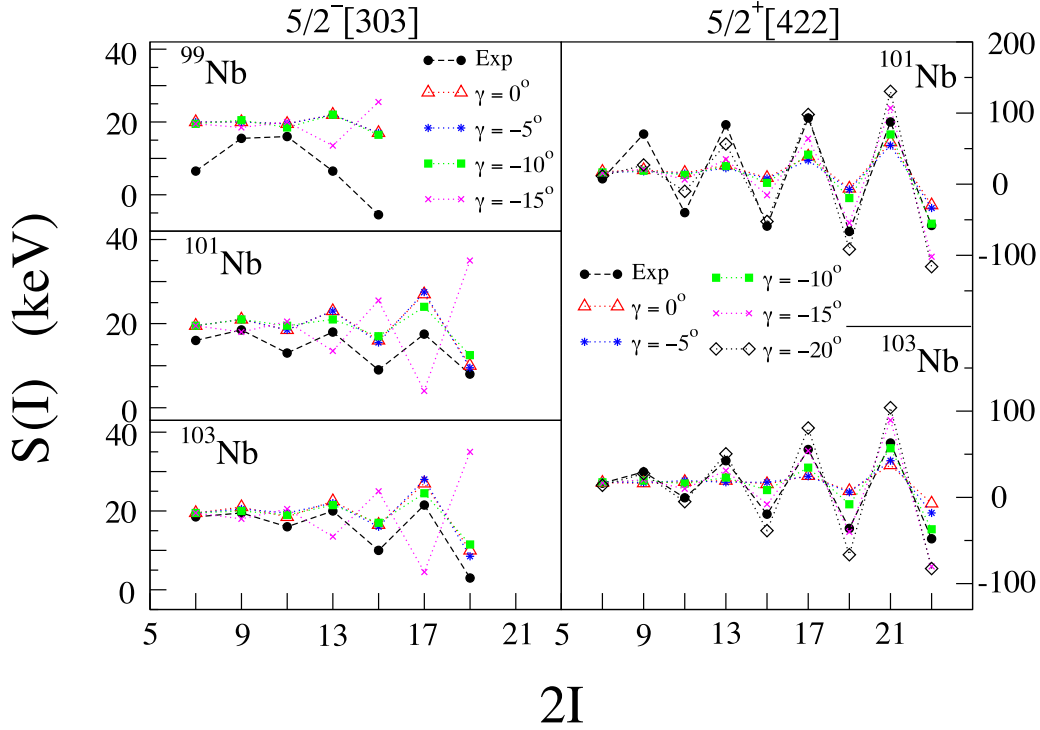 5/2⁻[303]
5/2⁺[422]
S(I) (keV)
⁹⁹Nb
40
20
0
Exp
γ = 0°
γ = −5°
γ = −10°
γ = −15°
¹⁰¹Nb
40
20
0
¹⁰³Nb
40
20
0
5 9 13 17 21
¹⁰¹Nb
200
100
0
-100
Exp
γ = 0°
γ = −5°
γ = −10°
γ = −15°
γ = −20°
¹⁰³Nb
100
0
-100
5 9 13 17 21
2I